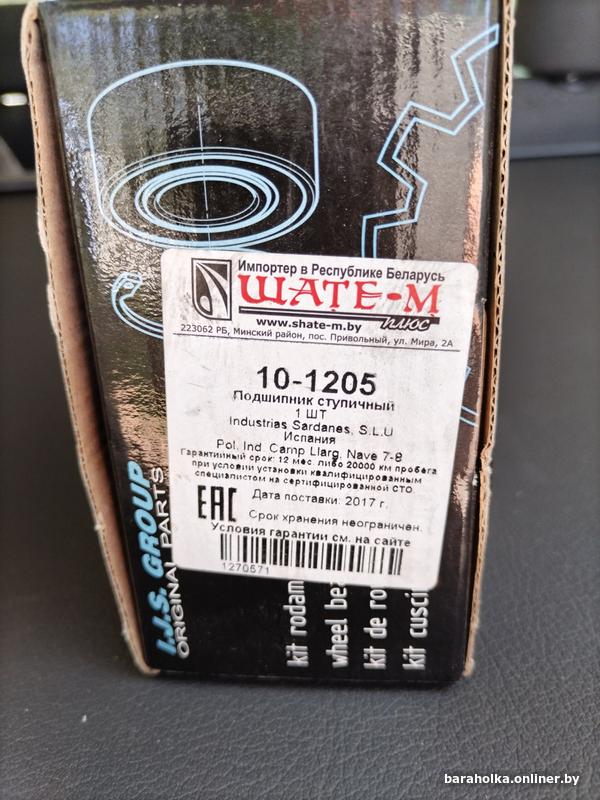 Импортер в Республике Беларусь
ШАТЕ-М
плюс
www.shate-m.by
223062 РБ, Минский район, пос. Привольный, ул. Мира, 2А
10-1205
Подшипник ступичный
1 ШТ
Industrias Sardanes, S.L.U
Испания
Pol. Ind. Camp Llarg, Nave 7-8
Гарантийный срок: 12 мес. либо 20000 км пробега
при условии установки квалифицированным
специалистом на сертифицированной СТО
EAC
Дата поставки: 2017 г.
Срок хранения неограничен.
Условия гарантии см. на сайте
1270571
I.J.S. GROUP
ORIGINAL PARTS
kit rodam
wheel bea
kit de ro
kit cusci
baraholka.onliner.by